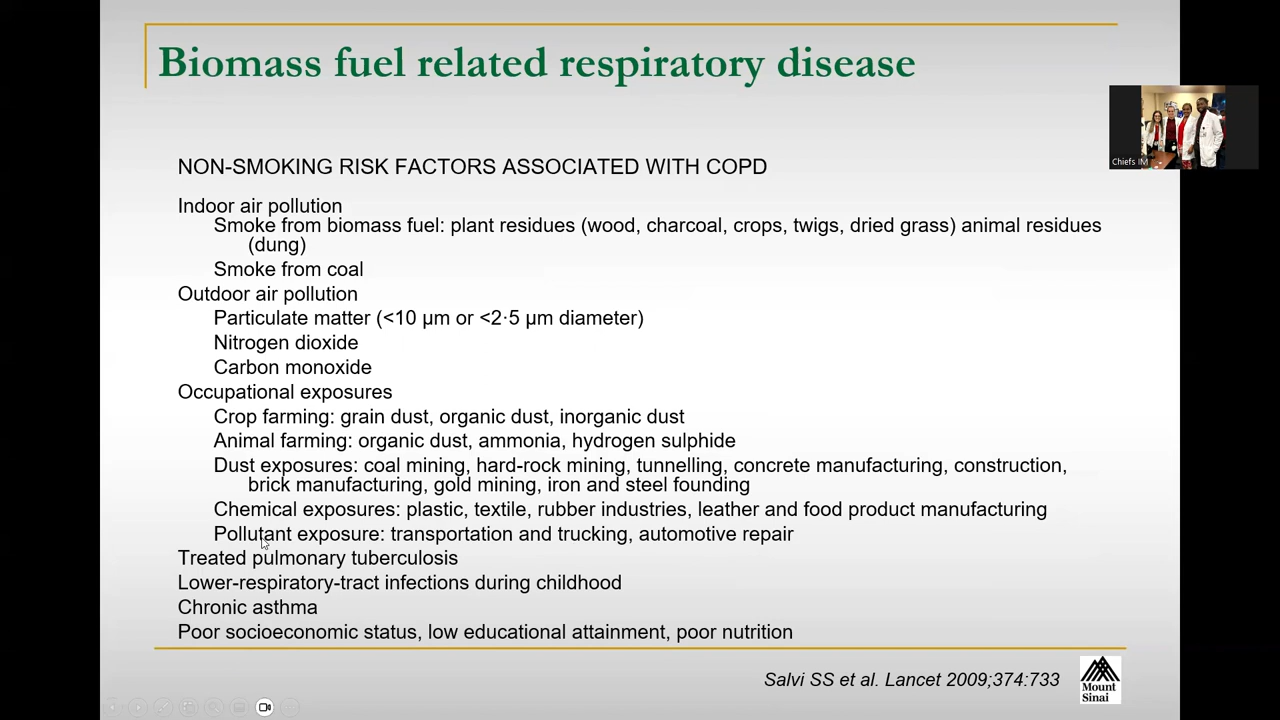 Biomass fuel related respiratory disease
Chiefs IM
NON-SMOKING RISK FACTORS ASSOCIATED WITH COPD
Indoor air pollution
Smoke from biomass fuel: plant residues (wood, charcoal, crops, twigs, dried grass) animal residues
(dung)
Smoke from coal
Outdoor air pollution
Particulate matter (<10 μm or <2·5 μm diameter)
Nitrogen dioxide
Carbon monoxide
Occupational exposures
Crop farming: grain dust, organic dust, inorganic dust
Animal farming: organic dust, ammonia, hydrogen sulphide
Dust exposures: coal mining, hard-rock mining, tunnelling, concrete manufacturing, construction,
brick manufacturing, gold mining, iron and steel founding
Chemical exposures: plastic, textile, rubber industries, leather and food product manufacturing
Pollutant exposure: transportation and trucking, automotive repair
Treated pulmonary tuberculosis
Lower-respiratory-tract infections during childhood
Chronic asthma
Poor socioeconomic status, low educational attainment, poor nutrition
Salvi SS et al. Lancet 2009;374:733
Mount
Sinai